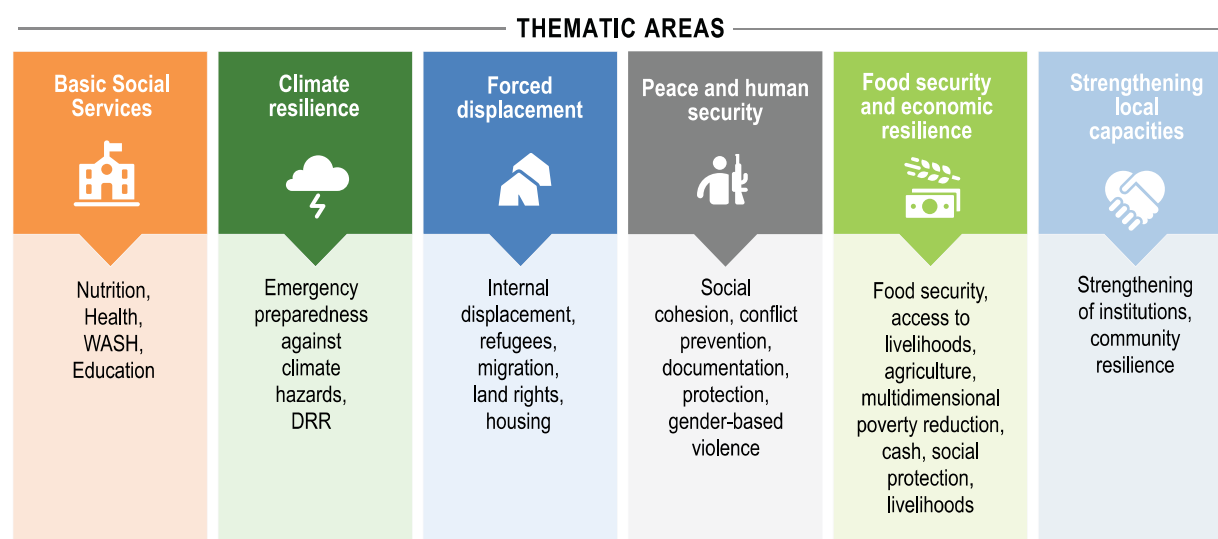 THEMATIC AREAS
Basic Social
Services
Nutrition,
Health,
WASH,
Education
Climate
resilience
Emergency
preparedness
against
climate
hazards,
DRR
Forced
displacement
Internal
displacement,
refugees,
migration,
land rights,
housing
Peace and human
security
Social
cohesion, conflict
prevention,
documentation,
protection,
gender-based
violence
Food security
and economic
resilience
Food security,
access to
livelihoods,
agriculture,
multidimensional
poverty reduction,
cash, social
protection,
livelihoods
Strengthening
local
capacities
Strengthening
of institutions,
community
resilience